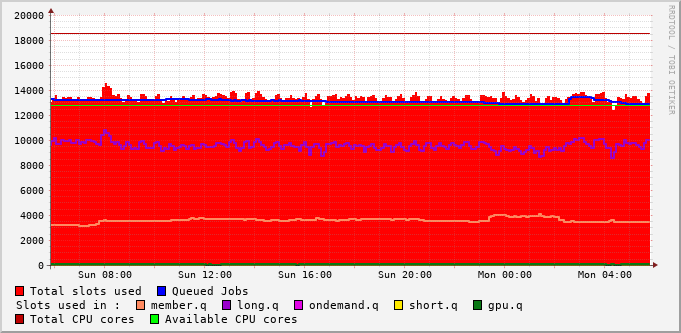 RRDTOOL / TOBI OETIKER
20000
18000
16000
14000
12000
10000
8000
6000
4000
2000
0
Sun 08:00 Sun 12:00 Sun 16:00 Sun 20:00 Mon 00:00 Mon 04:00
Total slots used Queued Jobs
Slots used in : member.q long.q ondemand.q short.q gpu.q
Total CPU cores Available CPU cores